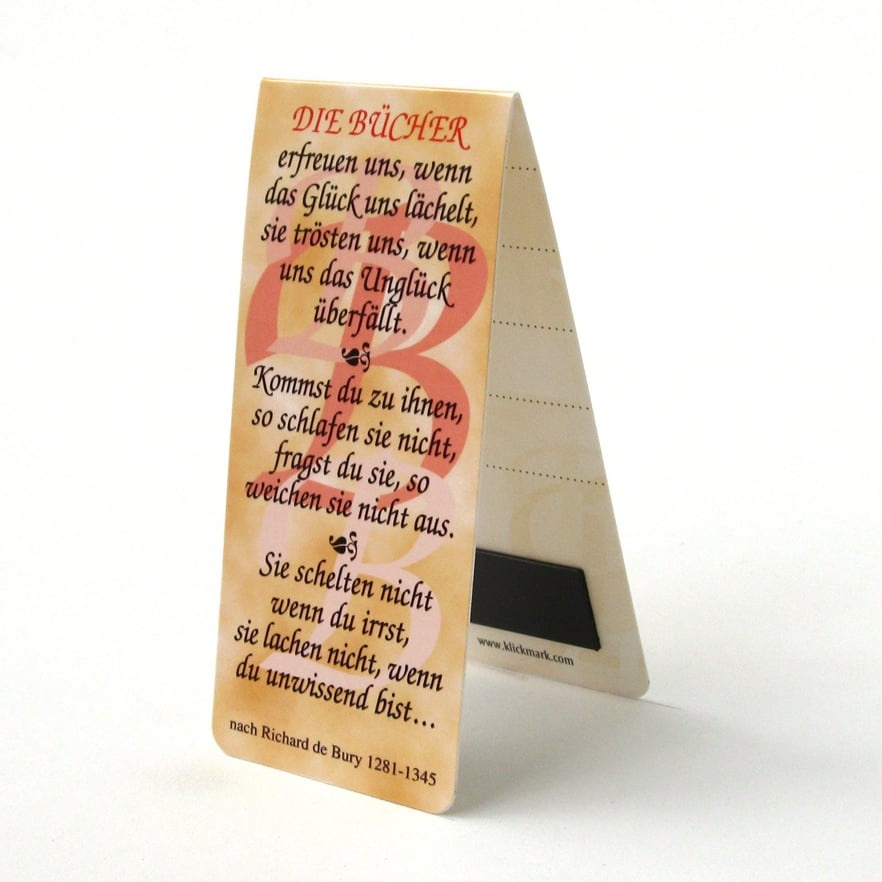 DIE BÜCHER
erfreuen uns, wenn
das Glück uns lächelt,
sie trösten uns, wenn
uns das Unglück
überfällt.
Kommst du zu ihnen,
so schlafen sie nicht,
fragst du sie, so
weichen sie nicht aus.
Sie schelten nicht
wenn du irrst,
sie lachen nicht, wenn
du unwissend bist...
nach Richard de Bury 1281-1345
www.klickmark.com